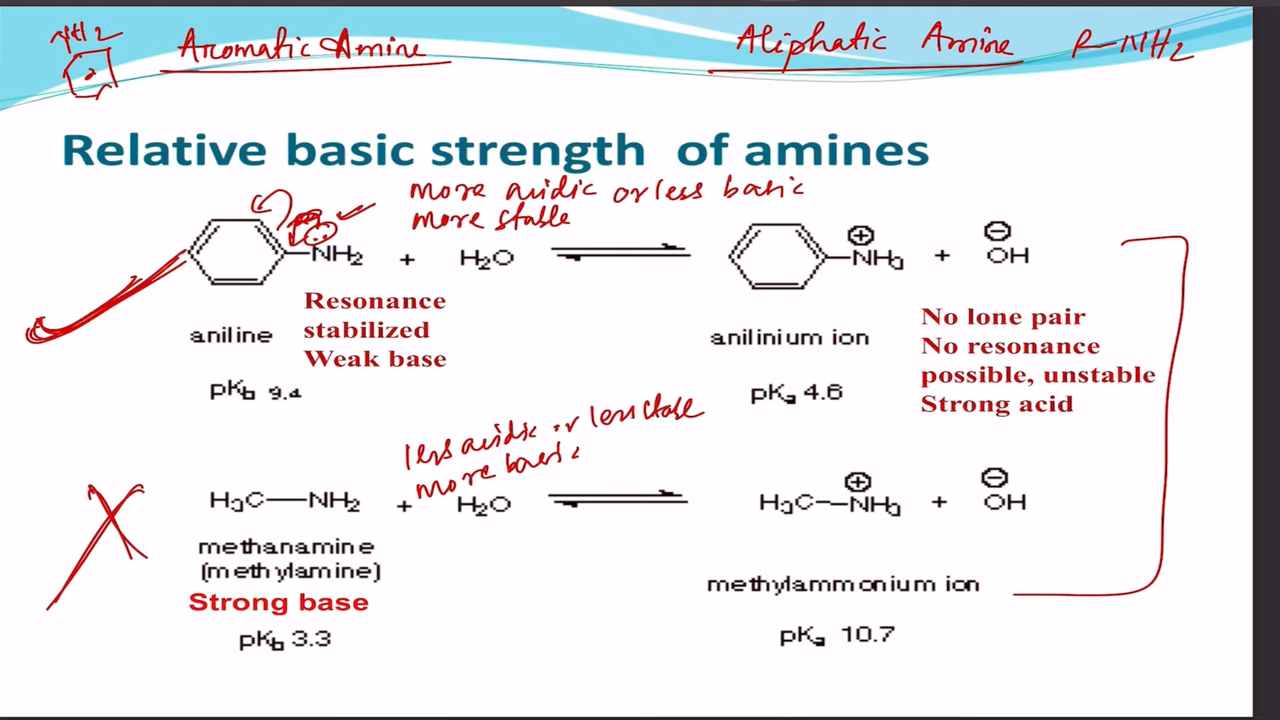 NH2
Aromatic Amine
Aliphatic Amine R-NH2
Relative basic strength of amines
more acidic or less basic
more stable
NH2 + H2O ⊕ NH3 + ⊖ OH
Resonance
stabilized
Weak base
aniline
pKb 9.4
anilinium ion
pKa 4.6
No lone pair
No resonance
possible, unstable
Strong acid
less acidic or less stable
more basic
H3C—NH2 + H2O H3C—⊕ NH3 + ⊖ OH
methanamine
(methylamine)
Strong base
pKb 3.3
methylammonium ion
pKa 10.7